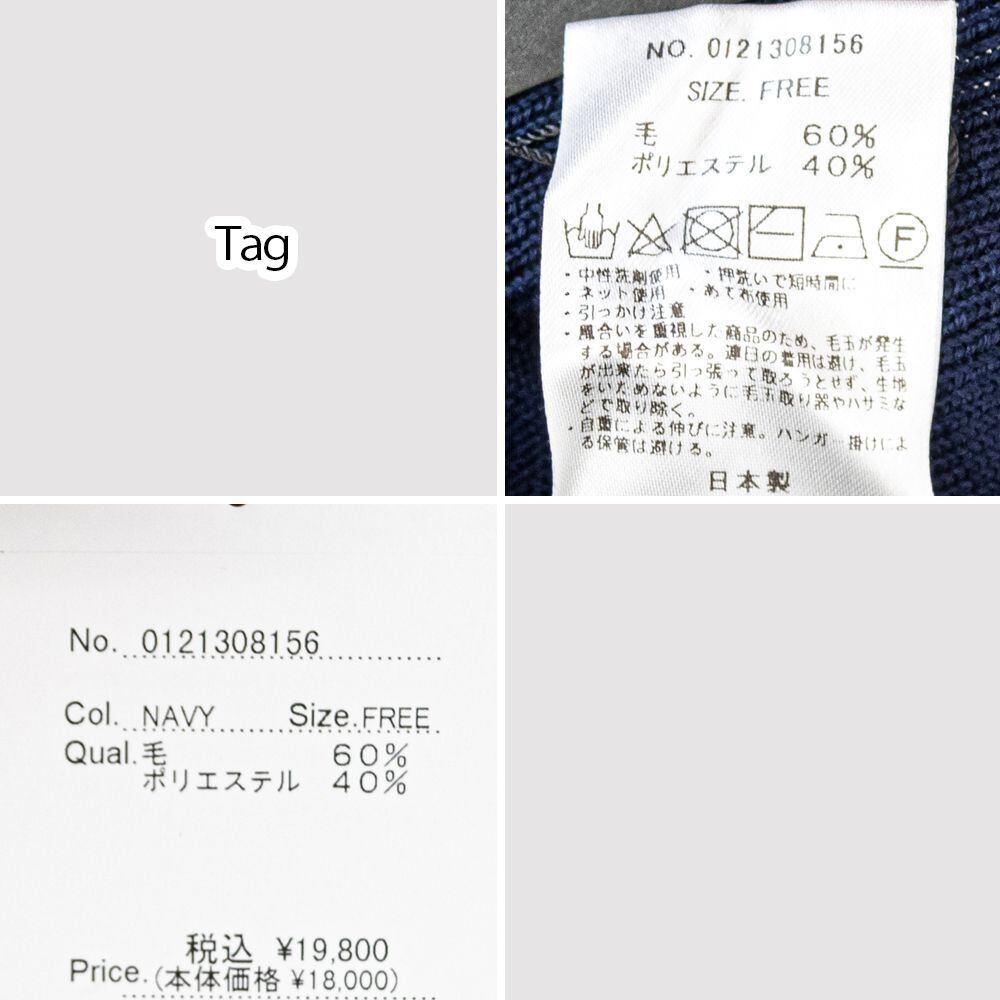 Tag
NO. 0121308156
SIZE. FREE
毛 60%
ポリエステル 40%
F
・中性洗剤使用 ・押洗いで短時間に
・ネット使用 ・あて布使用
・引っかけ注意
・風合いを重視した商品のため、毛玉が発生
する場合がある。連日の着用は避け、毛玉
が出来たら引っ張って取ろうとせず、生地
をいためないように毛玉取り器やハサミな
どで取り除く。
・自重による伸びに注意。ハンガー掛けによ
る保管は避ける。
日本製
No. 0121308156
Col. NAVY Size. FREE
Qual. 毛 60%
ポリエステル 40%
税込 ¥19,800
Price. (本体価格 ¥18,000)